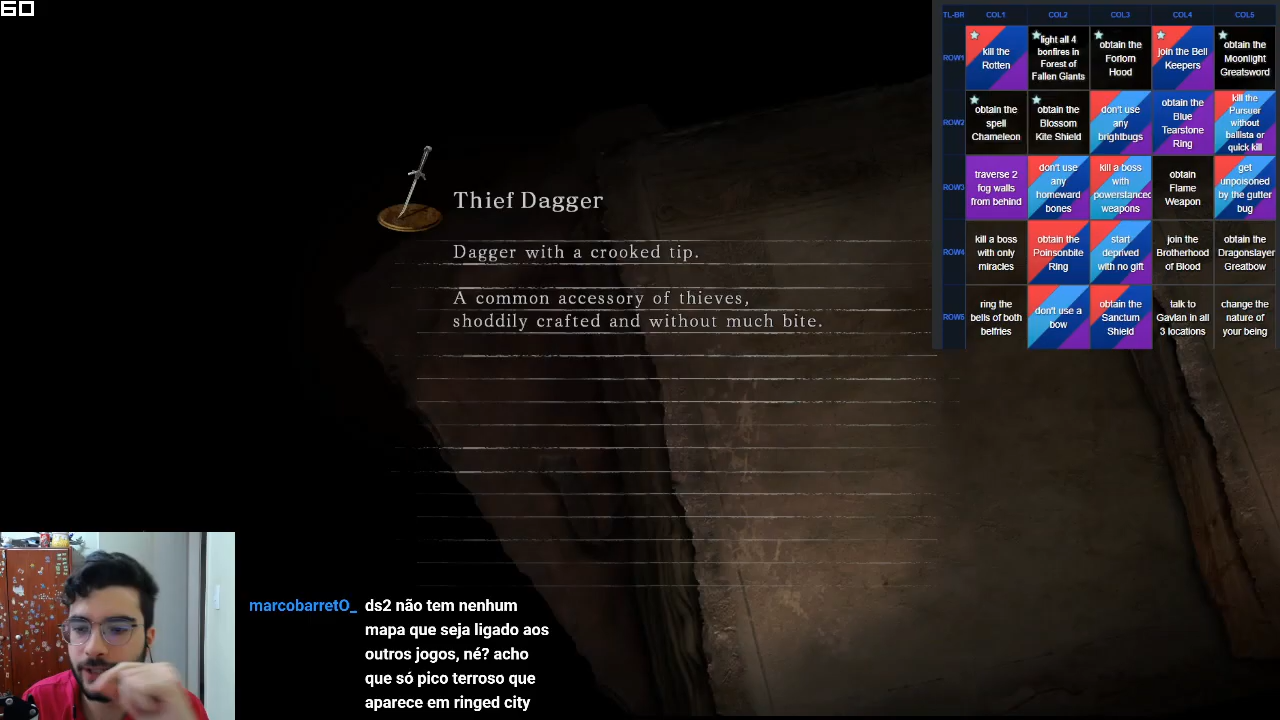 60
Thief Dagger
Dagger with a crooked tip.
A common accessory of thieves,
shoddily crafted and without much bite.
TL-BR COL1 COL2 COL3 COL4 COL5
ROW1
kill the
Rotten
light all 4
bonfires in
Forest of
Fallen Giants
obtain the
Forlorn
Hood
join the Bell
Keepers
obtain the
Moonlight
Greatsword
ROW2
obtain the
spell
Chameleon
obtain the
Blossom
Kite Shield
don't use
any
brightbugs
obtain the
Blue
Tearstone
Ring
kill the
Pursuer
without
ballista or
quick kill
ROW3
traverse 2
fog walls
from behind
don't use
any
homeward
bones
kill a boss
with
powerstanced
weapons
obtain
Flame
Weapon
get
unpoisoned
by the gutter
bug
ROW4
kill a boss
with only
miracles
obtain the
Poisonbite
Ring
start
deprived
with no gift
join the
Brotherhood
of Blood
obtain the
Dragonslayer
Greatbow
ROW5
ring the
bells of both
belfries
don't use a
bow
obtain the
Sanctum
Shield
talk to
Gavlan in all
3 locations
change the
nature of
your being
marcobarretO_ ds2 não tem nenhum
mapa que seja ligado aos
outros jogos, né? acho
que só pico terroso que
aparece em ringed city